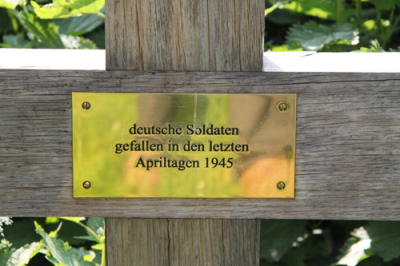 deutsche Soldaten
gefallen in den letzten
Apriltagen 1945